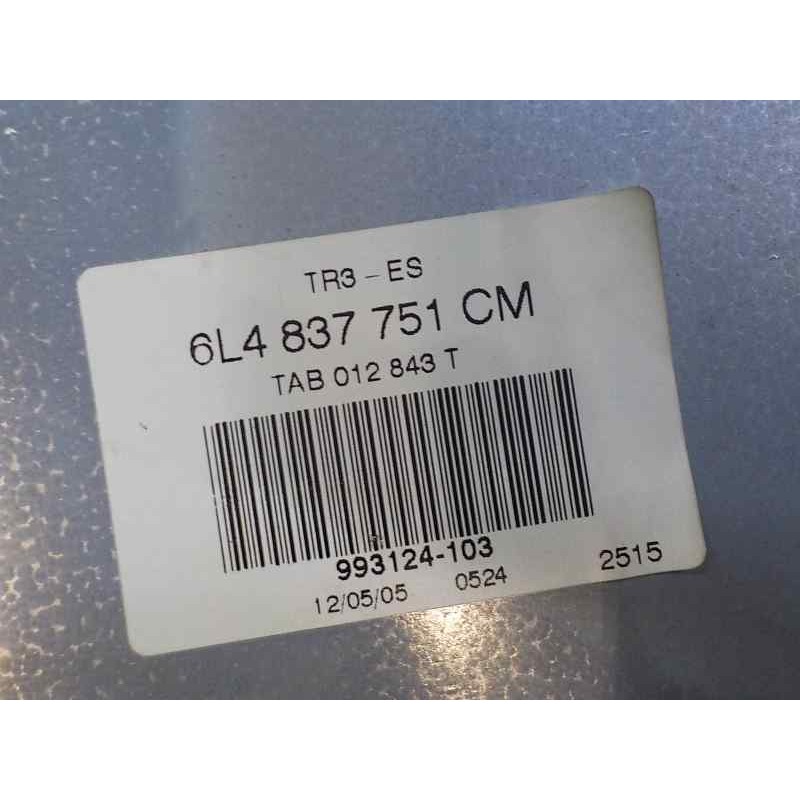 TR3 - ES
6L4 837 751 CM
TAB 012 843 T
993124-103
12/05/05 0524 2515